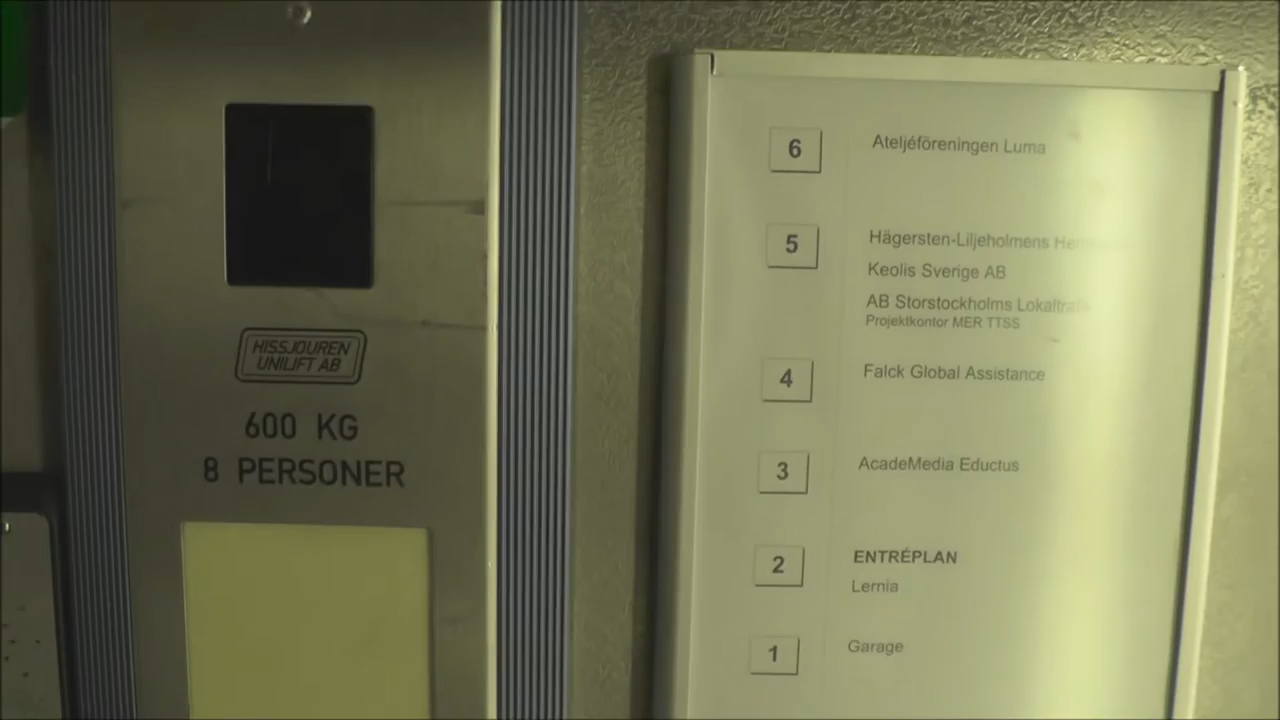 HISSJOUREN
UNILIFT AB
600 KG
8 PERSONER
6 Ateljéföreningen Luma
5 Hägersten-Liljeholmens
Keolis Sverige AB
AB Storstockholms
Projektkontor MER TTSS
4 Falck Global Assistance
3 AcadeMedia Eductus
2 ENTRÉPLAN
Lernia
1 Garage